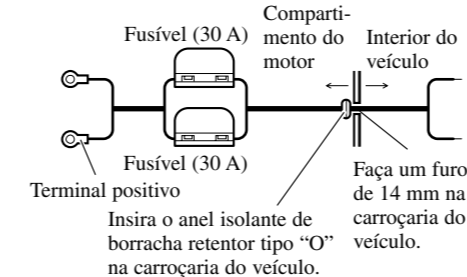 Fusível (30 A)
Comparti-
mento do
motor
Interior do
veículo
Fusível (30 A)
Terminal positivo
Insira o anel isolante de
borracha retentor tipo “O”
na carroçaria do veículo.
Faça um furo
de 14 mm na
carroçaria do
veículo.